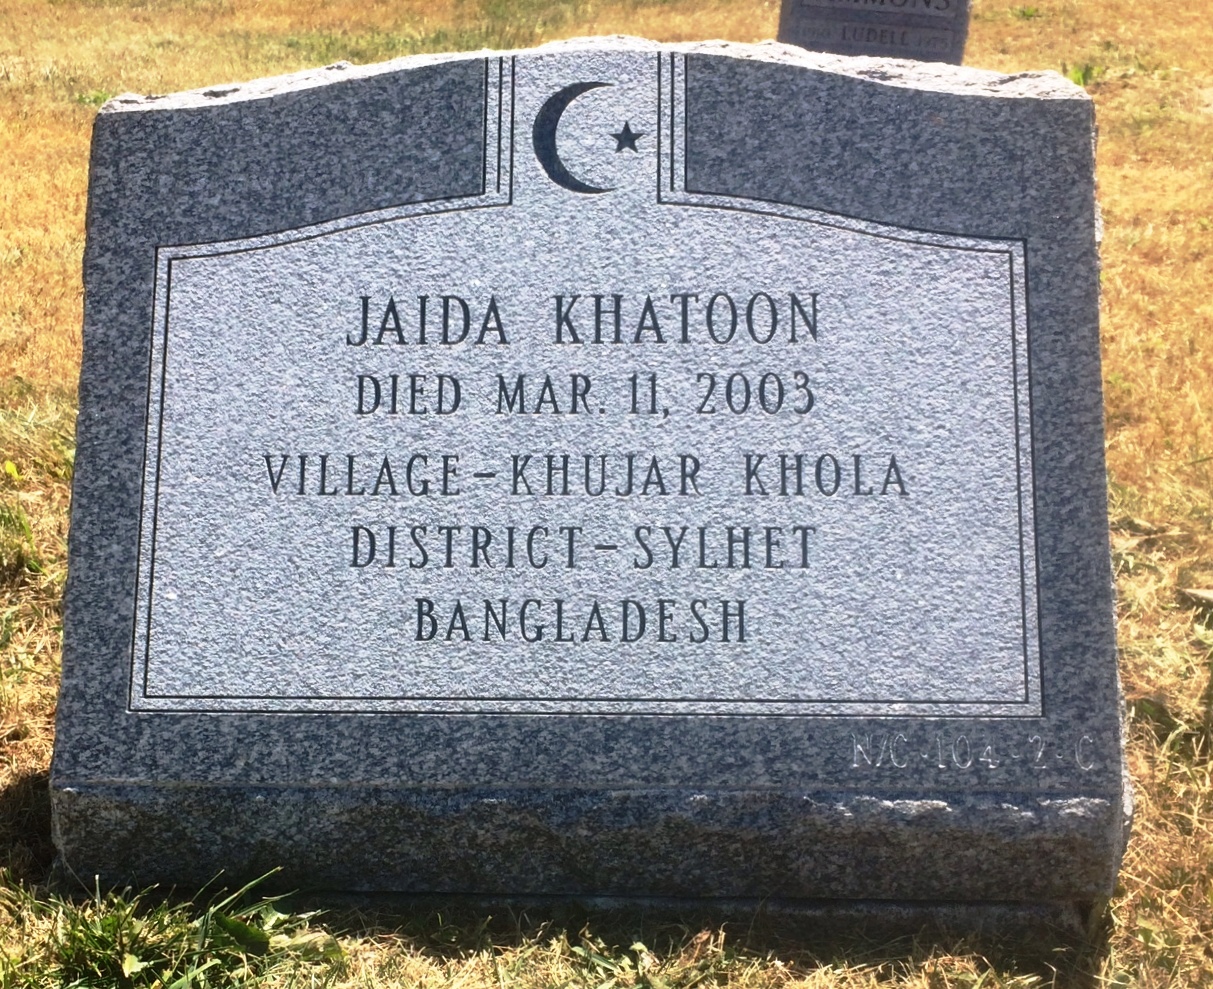 JAIDA KHATOON
DIED MAR. 11, 2003
VILLAGE-KHUJAR KHOLA
DISTRICT-SYLHET
BANGLADESH
N/C-104-2-C
LUDELL